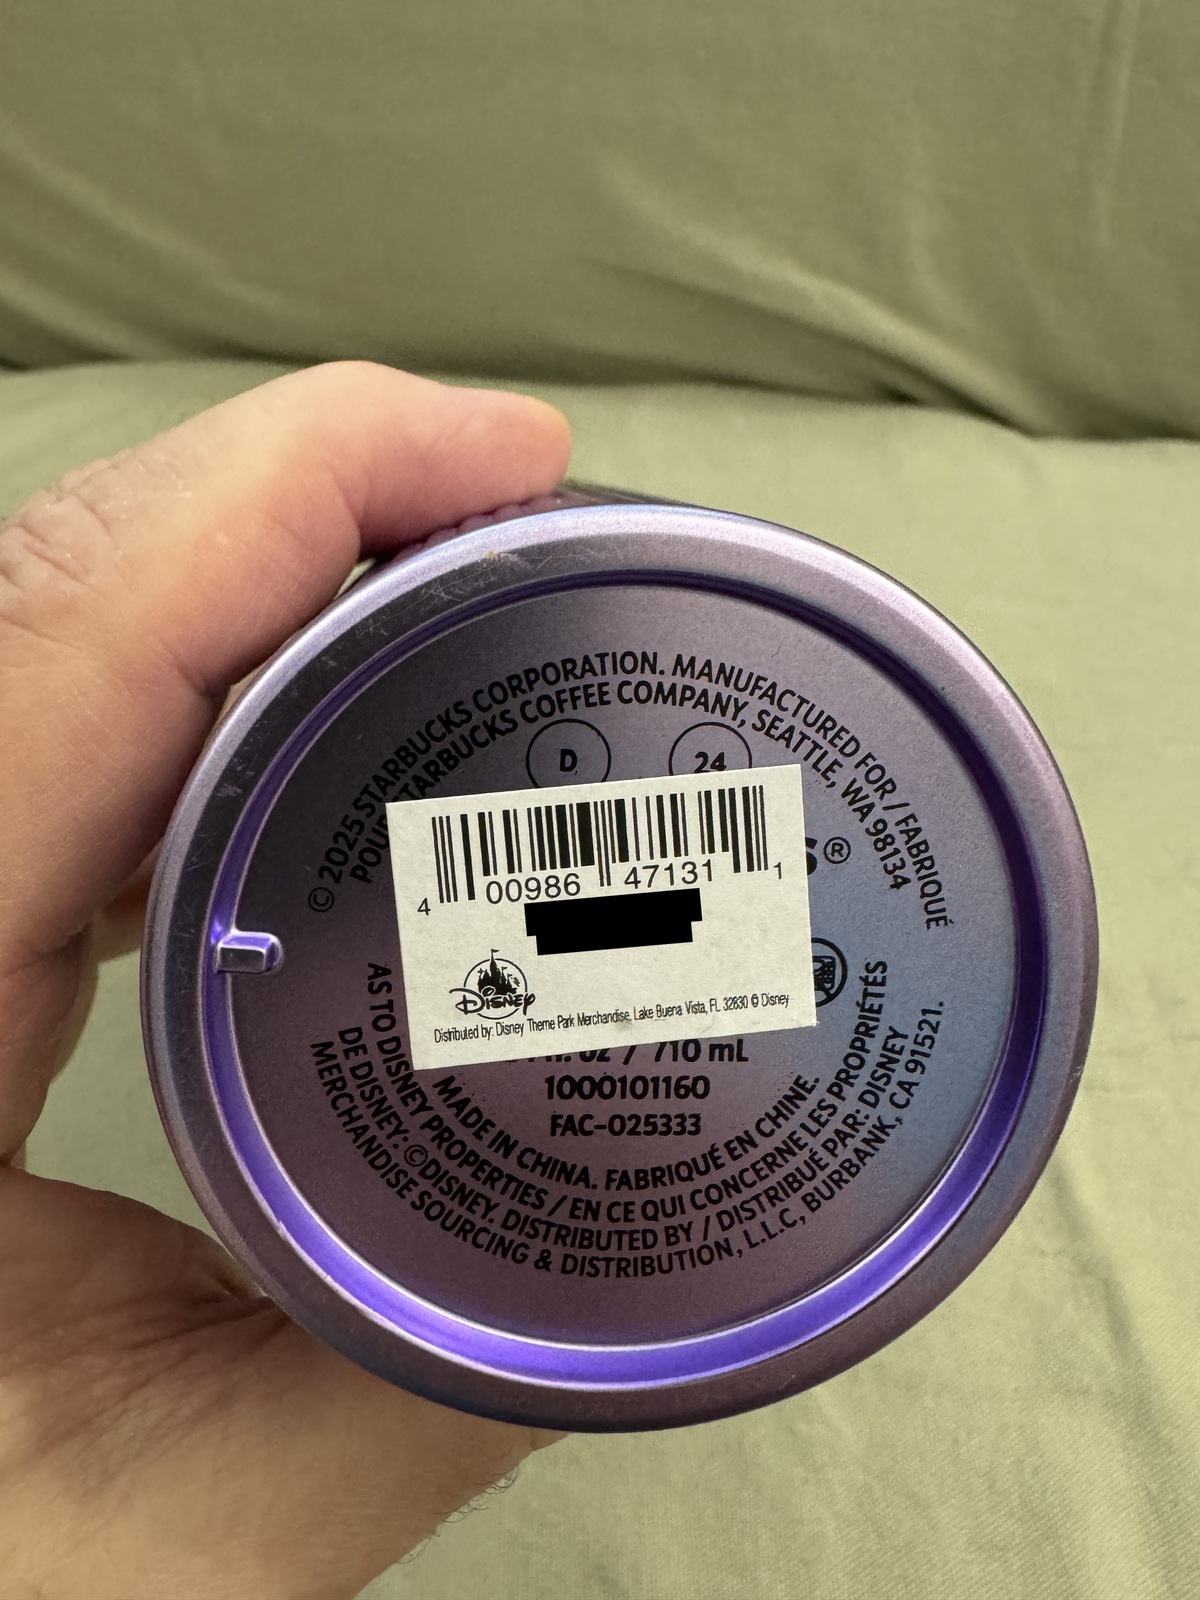 © 2025 STARBUCKS CORPORATION. MANUFACTURED FOR / FABRIQUÉ
POUR STARBUCKS COFFEE COMPANY, SEATTLE, WA 98134
D
24
®
4 00986 47131 1
DISNEY
Distributed by: Disney Theme Park Merchandise, Lake Buena Vista, FL 32830 © Disney
oz / 710 mL
1000101160
FAC-025333
MADE IN CHINA. FABRIQUÉ EN CHINE.
AS TO DISNEY PROPERTIES / EN CE QUI CONCERNE LES PROPRIÉTÉS
DE DISNEY: ©DISNEY. DISTRIBUTED BY / DISTRIBUÉ PAR: DISNEY
MERCHANDISE SOURCING & DISTRIBUTION, L.L.C, BURBANK, CA 91521.